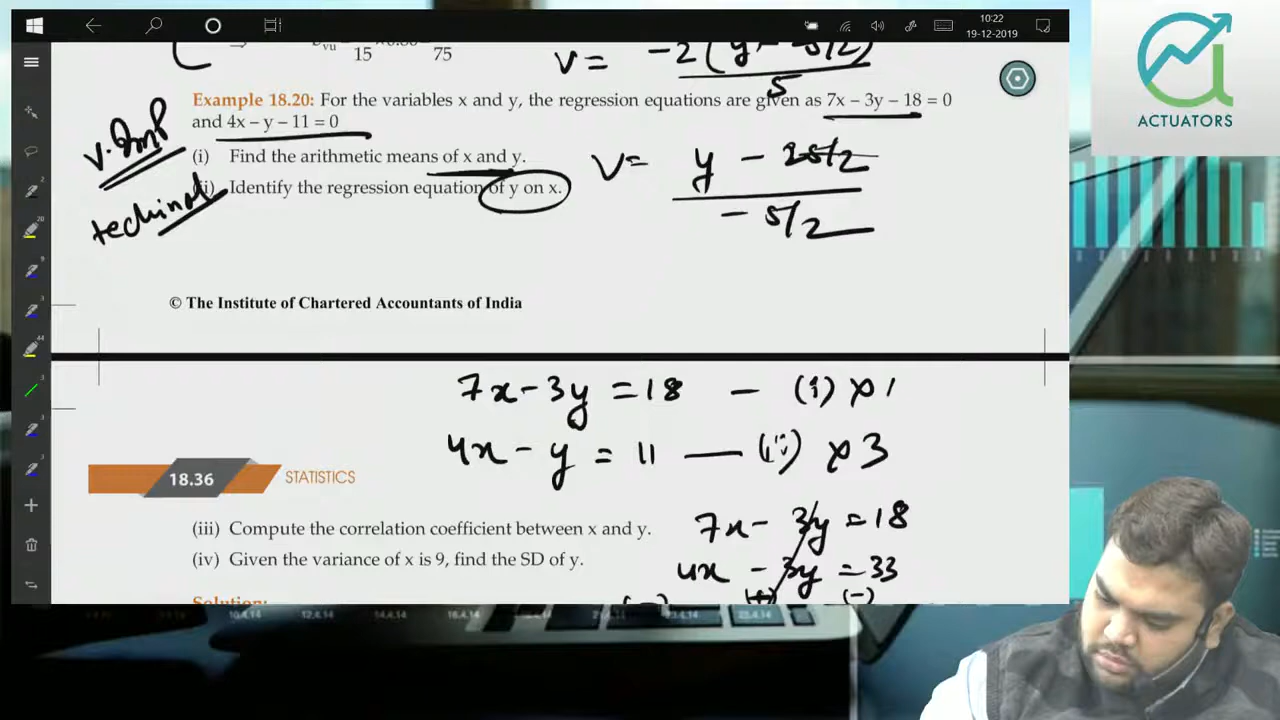 10:22
19-12-2019
15
75
V = -2 (y - -5/2)
5
ACTUATORS
Example 18.20: For the variables x and y, the regression equations are given as 7x – 3y – 18 = 0
and 4x – y – 11 = 0
V. Imp
(i) Find the arithmetic means of x and y.
(ii) Identify the regression equation of y on x.
techinal
V = y - 25/2
- 5/2
© The Institute of Chartered Accountants of India
7x - 3y = 18 — (i) × 1
4x - y = 11 — (ii) × 3
18.36 STATISTICS
7x - 3y = 18
(iii) Compute the correlation coefficient between x and y.
(iv) Given the variance of x is 9, find the SD of y.
4x - 3y = 33
(-) (+) (-)
Solution: